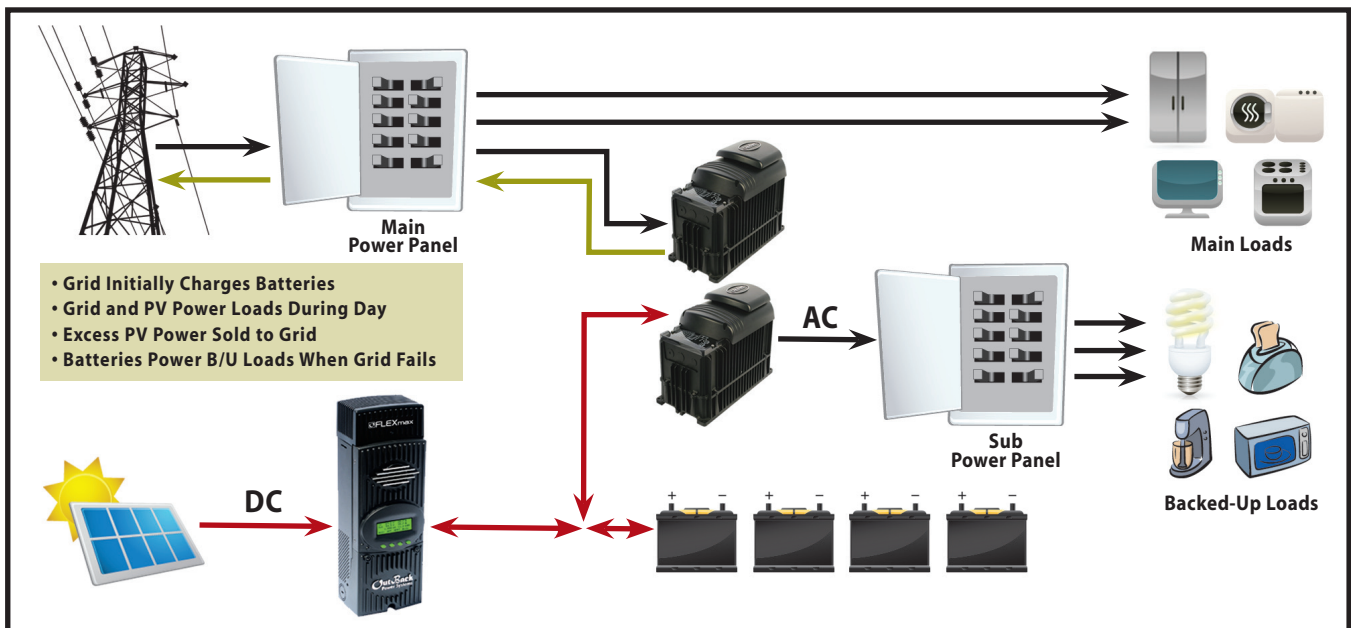 Main
Power Panel
Main Loads
• Grid Initially Charges Batteries
• Grid and PV Power Loads During Day
• Excess PV Power Sold to Grid
• Batteries Power B/U Loads When Grid Fails
AC
Sub
Power Panel
Backed-Up Loads
DC
FLEXmax
OutBack
Power Systems
+ − + − + − + −